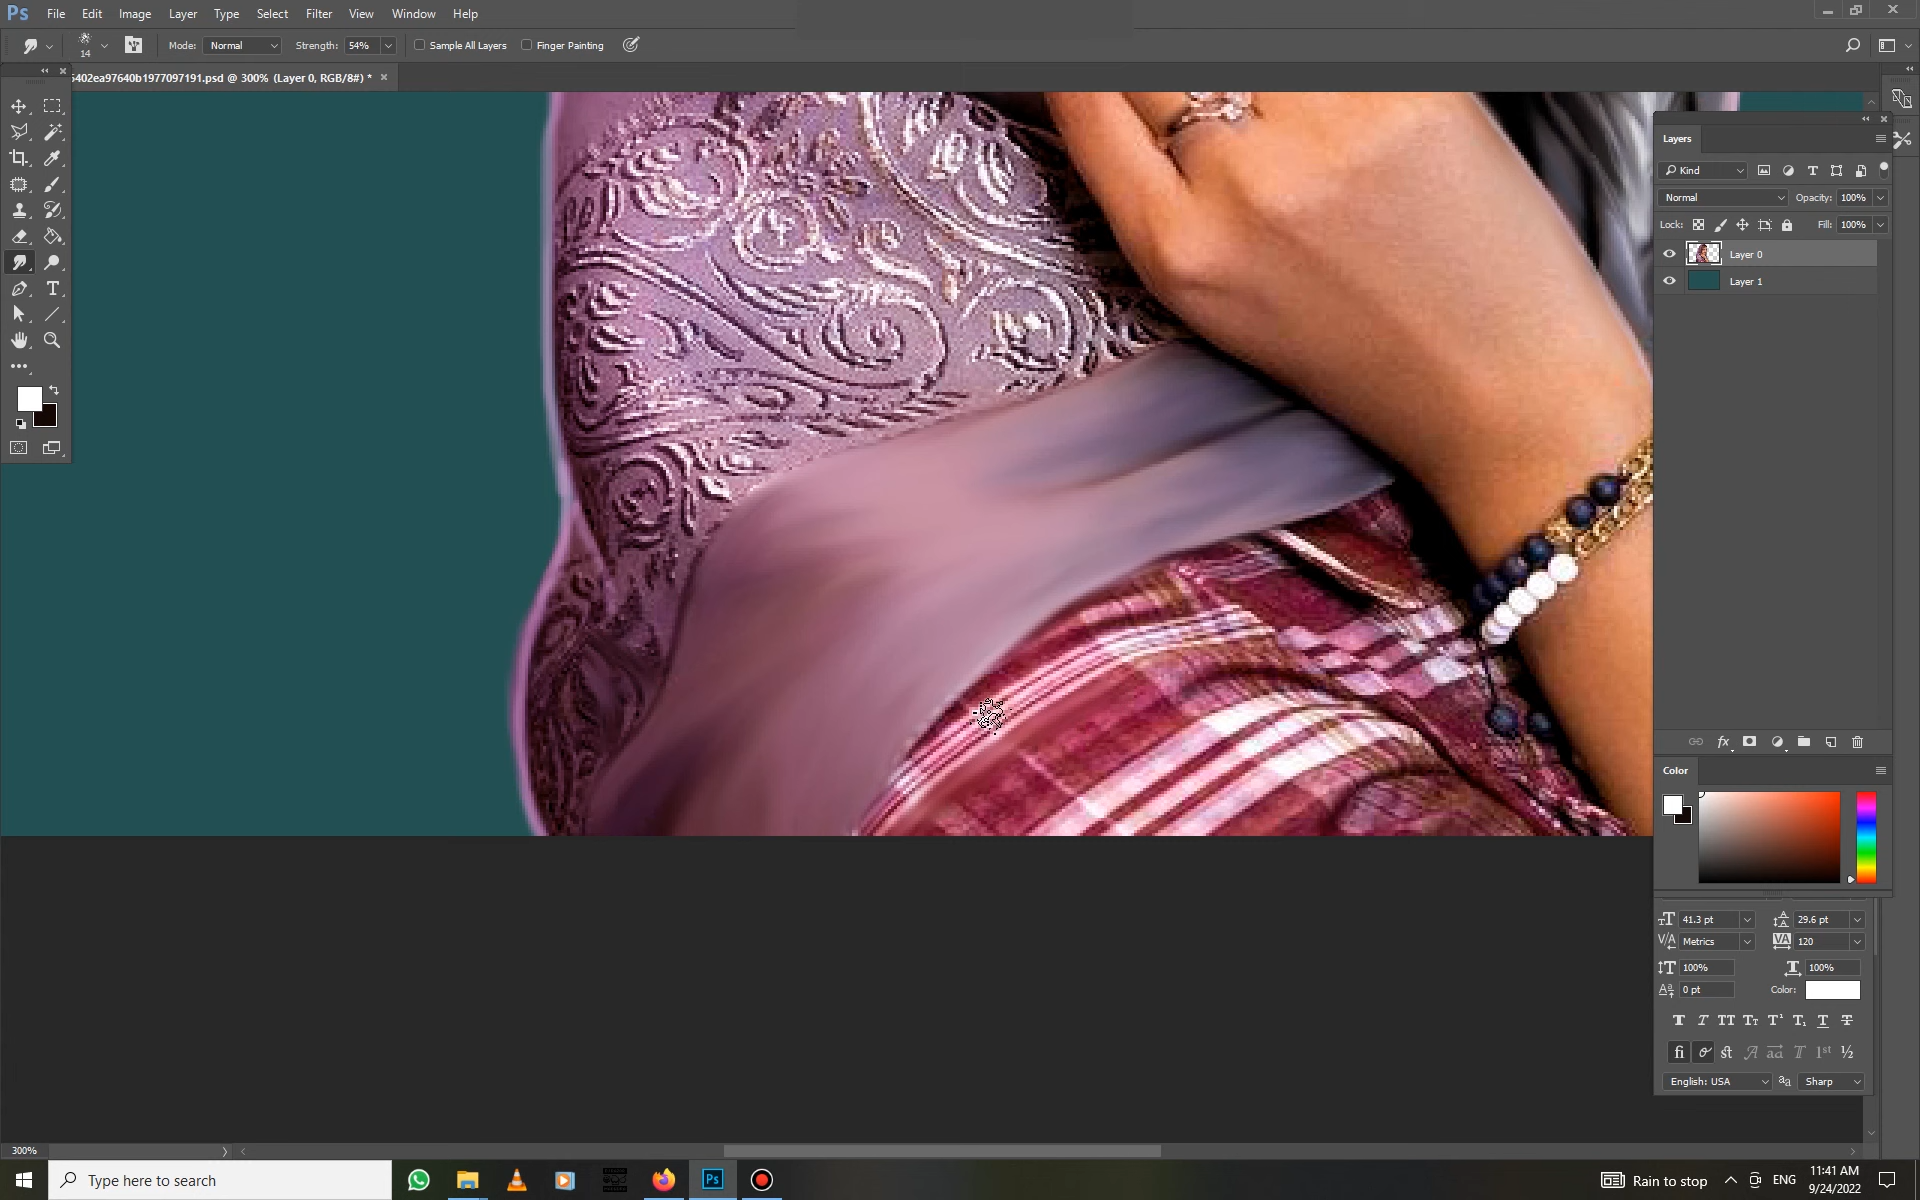 Ps File Edit Image Layer Type Select Filter View Window Help
14 Mode: Normal Strength: 54% Sample All Layers Finger Painting
6402ea97640b1977097191.psd @ 300% (Layer 0, RGB/8#) * ×
Layers
Kind
Normal Opacity: 100%
Lock: Fill: 100%
Layer 0
Layer 1
Color
41.3 pt 29.6 pt
Metrics 120
100% 100%
0 pt Color:
English: USA Sharp
300%
Type here to search
Ps
Rain to stop ENG 11:41 AM
9/24/2022